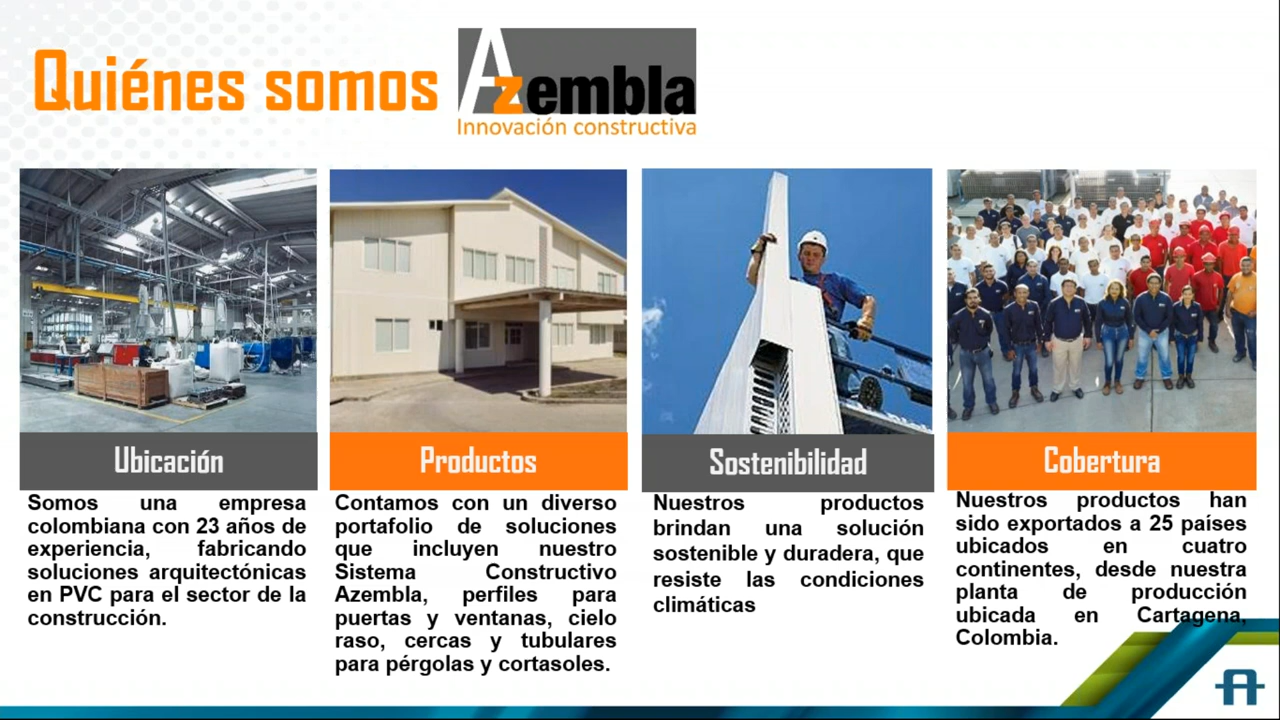 Quiénes somos
Azembla
Innovación constructiva
Ubicación
Somos una empresa
colombiana con 23 años de
experiencia, fabricando
soluciones arquitectónicas
en PVC para el sector de la
construcción.
Productos
Contamos con un diverso
portafolio de soluciones
que incluyen nuestro
Sistema Constructivo
Azembla, perfiles para
puertas y ventanas, cielo
raso, cercas y tubulares
para pérgolas y cortasoles.
Sostenibilidad
Nuestros productos
brindan una solución
sostenible y duradera, que
resiste las condiciones
climáticas
Cobertura
Nuestros productos han
sido exportados a 25 países
ubicados en cuatro
continentes, desde nuestra
planta de producción
ubicada en Cartagena,
Colombia.